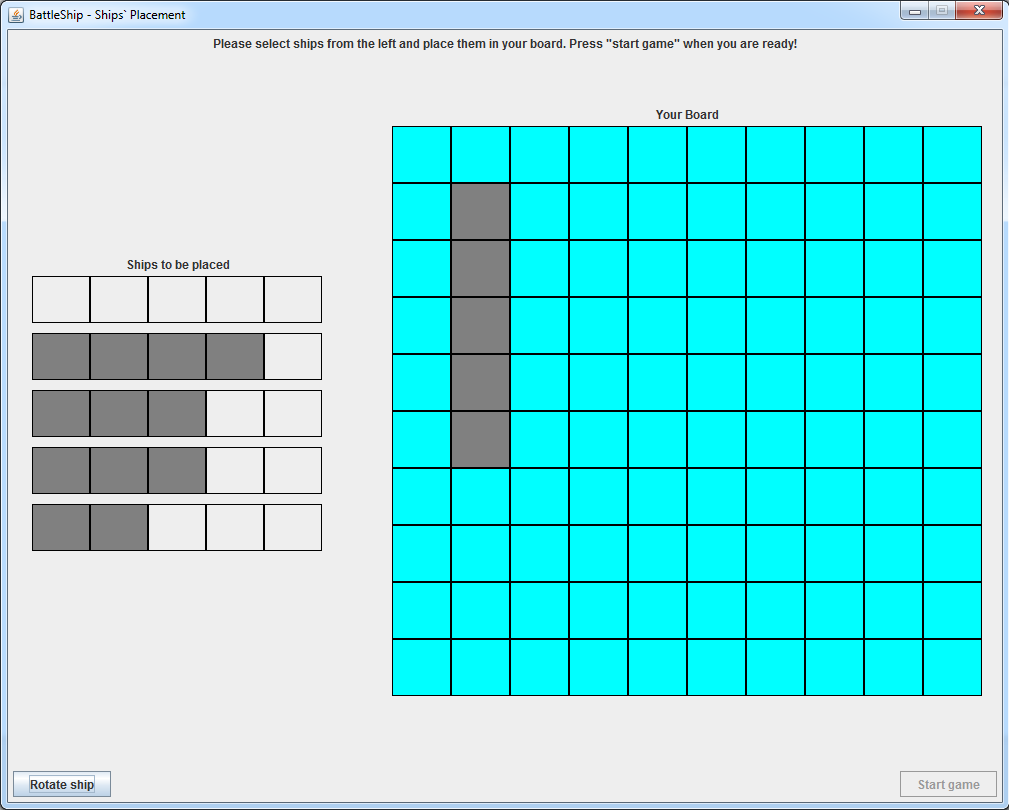 BattleShip - Ships` Placement
Please select ships from the left and place them in your board. Press "start game" when you are ready!
Your Board
Ships to be placed
Rotate ship
Start game